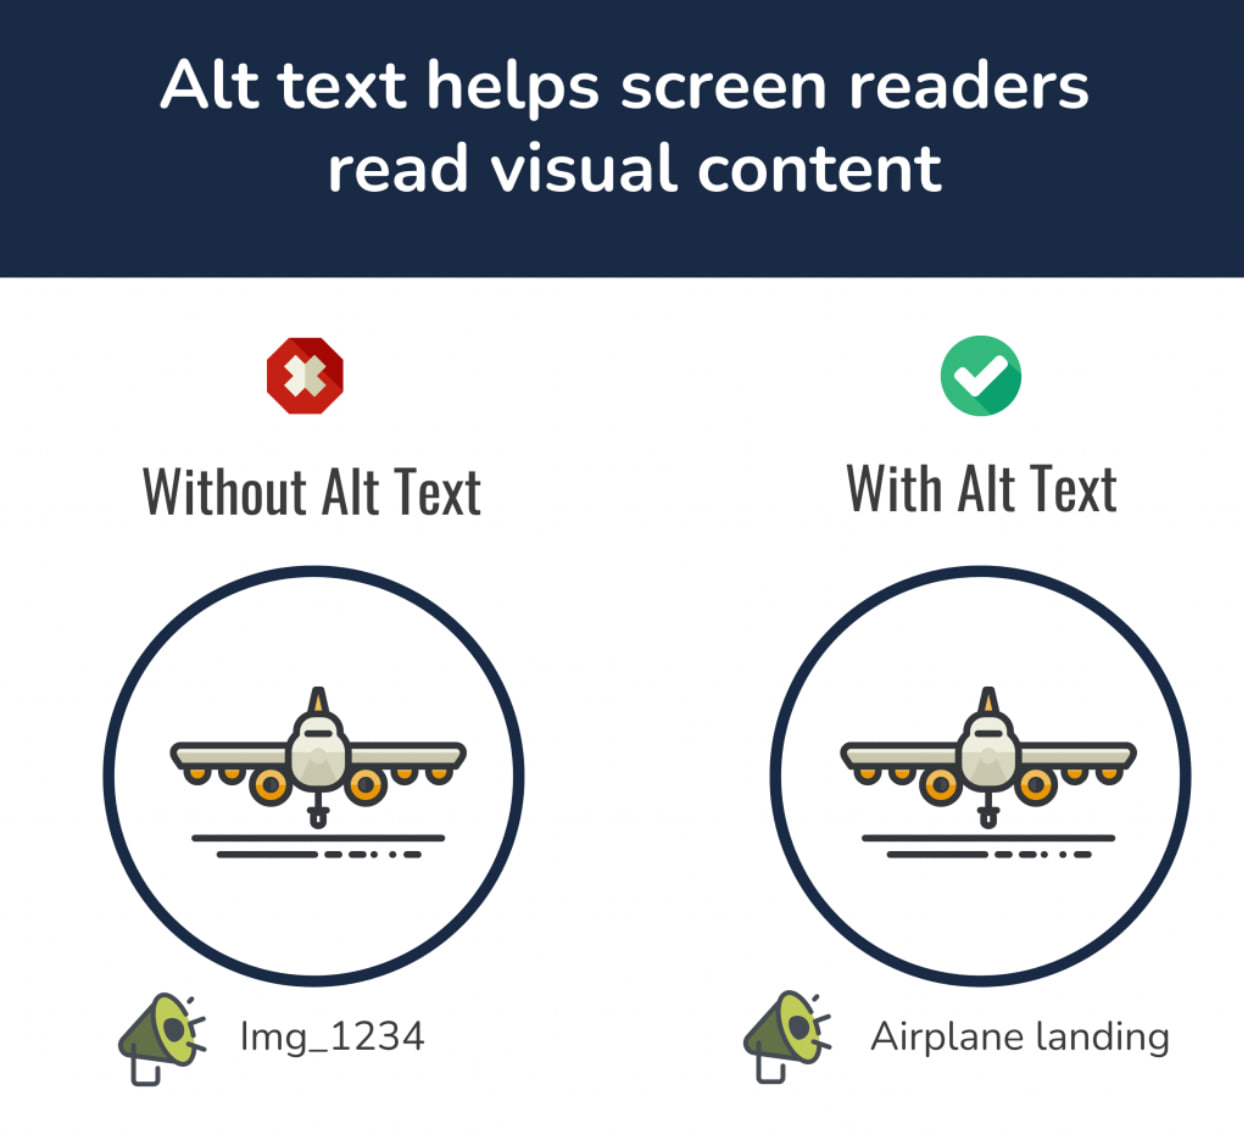 Alt text helps screen readers
read visual content
Without Alt Text
With Alt Text
Img_1234
Airplane landing